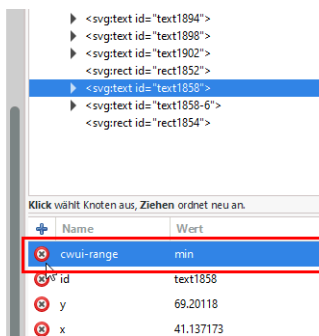 <svg:text id="text1894">
<svg:text id="text1898">
<svg:text id="text1902">
<svg:rect id="rect1852">
<svg:text id="text1858">
<svg:text id="text1858-6">
<svg:rect id="rect1854">
Klick wählt Knoten aus, Ziehen ordnet neu an.
Name Wert
cwui-range min
id text1858
y 69.20118
x 41.137173